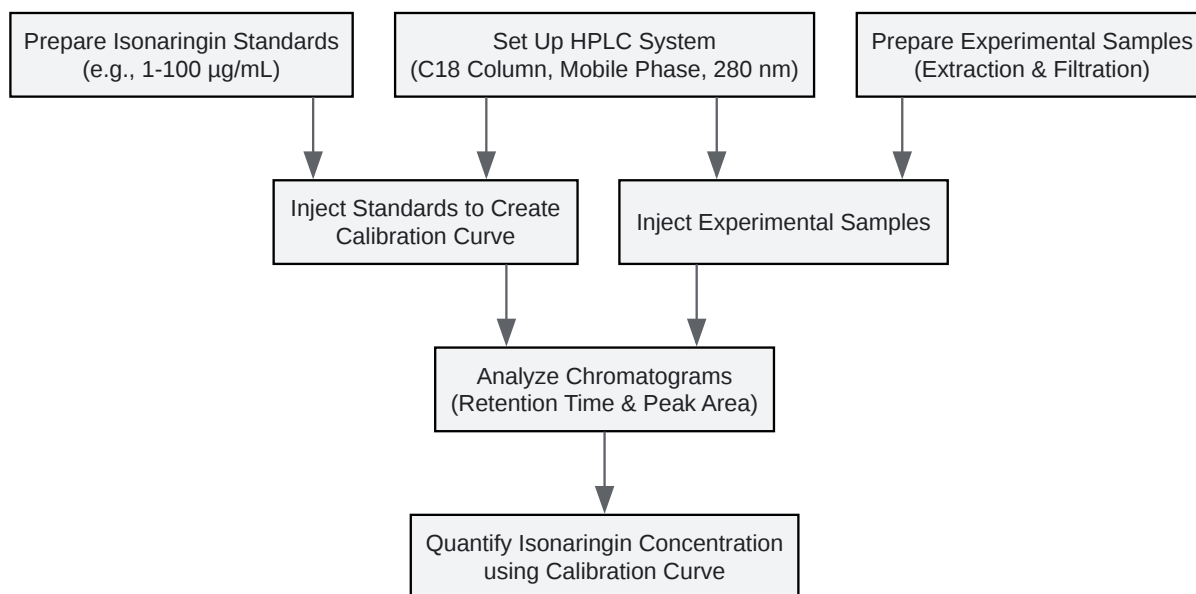 Prepare Isonaringin Standards
(e.g., 1-100 µg/mL)
Set Up HPLC System
(C18 Column, Mobile Phase, 280 nm)
Prepare Experimental Samples
(Extraction & Filtration)
Inject Standards to Create
Calibration Curve
Inject Experimental Samples
Analyze Chromatograms
(Retention Time & Peak Area)
Quantify Isonaringin Concentration
using Calibration Curve